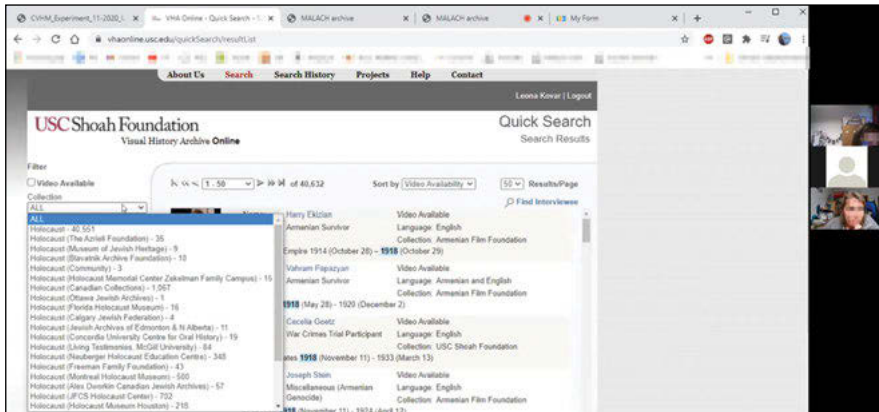 CVHM_Experiment_11-2020_L
VHA Online - Quick Search - S
MALACH archive
MALACH archive
My Form
vhaonline.usc.edu/quickSearch/resultList
About Us Search Search History Projects Help Contact
Leona Kovar | Logout
USC Shoah Foundation
Visual History Archive Online
Quick Search
Search Results
Filter
Video Available
1 - 50 of 40,632
Sort by Video Availability
50 Results/Page
Collection
ALL
Find Interviewee
ALL
Holocaust - 40,551
Holocaust (The Azrieli Foundation) - 35
Holocaust (Museum of Jewish Heritage) - 9
Holocaust (Blavatnik Archive Foundation) - 18
Holocaust (Community) - 3
Holocaust (Holocaust Memorial Center Zekelman Family Campus) - 15
Holocaust (Canadian Collections) - 1,067
Holocaust (Ottawa Jewish Archives) - 1
Holocaust (Florida Holocaust Museum) - 16
Holocaust (Calgary Jewish Federation) - 4
Holocaust (Jewish Archives of Edmonton & N Alberta) - 11
Holocaust (Concordia University Centre for Oral History) - 19
Holocaust (Living Testimonies, McGill University) - 84
Holocaust (Neuberger Holocaust Education Centre) - 348
Holocaust (Freeman Family Foundation) - 43
Holocaust (Montreal Holocaust Museum) - 500
Holocaust (Alex Dworkin Canadian Jewish Archives) - 57
Holocaust (JFCS Holocaust Center) - 702
Holocaust (Holocaust Museum Houston) - 215
Harry Ekizian Video Available
Armenian Survivor Language: English
Collection: Armenian Film Foundation
Empire 1914 (October 28) – 1918 (October 29)
Vahram Papazyan Video Available
Armenian Survivor Language: Armenian and English
Collection: Armenian Film Foundation
1918 (May 28) - 1920 (December 2)
Cecelia Goetz Video Available
War Crimes Trial Participant Language: English
Collection: USC Shoah Foundation
ates 1918 (November 11) - 1933 (March 13)
Joseph Stein Video Available
Miscellaneous (Armenian Genocide) Language: English
Collection: Armenian Film Foundation
1918 (November 11) - 1934 (April 12)